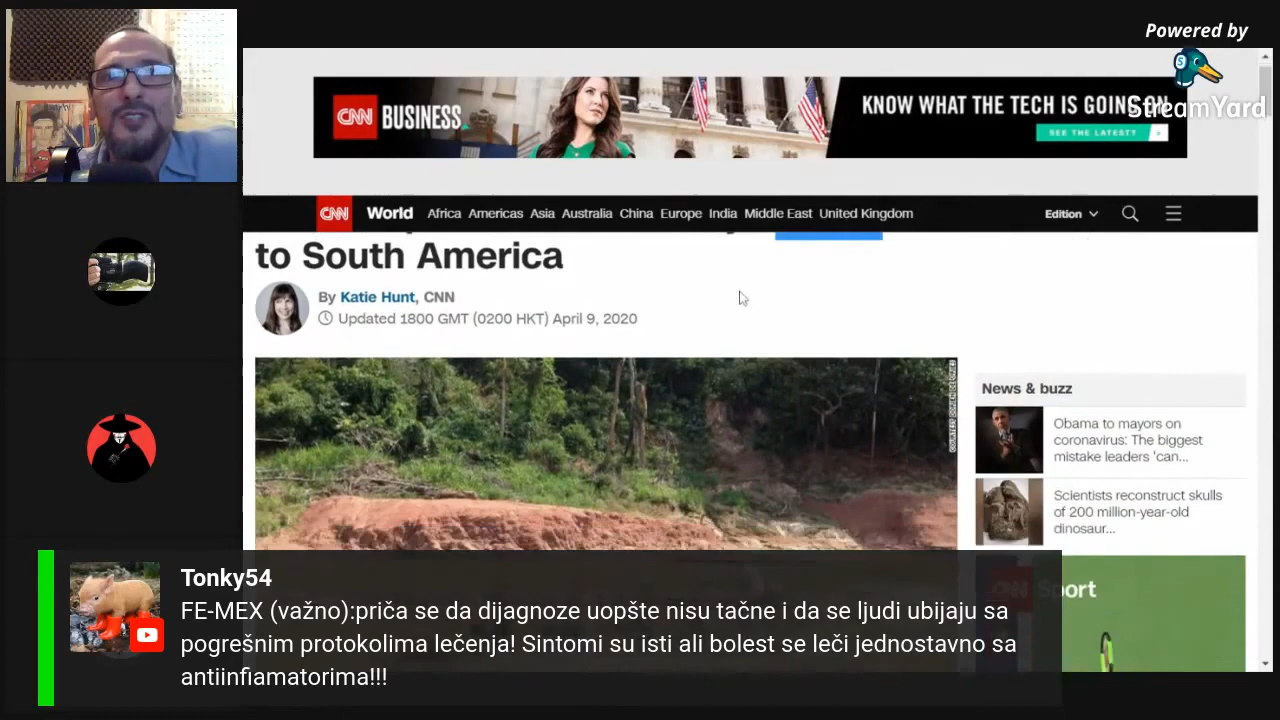 Powered by
StreamYard
CNN BUSINESS
KNOW WHAT THE TECH IS GOING ON
SEE THE LATEST?
CNN World Africa Americas Asia Australia China Europe India Middle East United Kingdom Edition
to South America
By Katie Hunt, CNN
Updated 1800 GMT (0200 HKT) April 9, 2020
News & buzz
Obama to mayors on
coronavirus: The biggest
mistake leaders 'can...
Scientists reconstruct skulls
of 200 million-year-old
dinosaur...
CNN Sport
Tonky54
FE-MEX (važno):priča se da dijagnoze uopšte nisu tačne i da se ljudi ubijaju sa
pogrešnim protokolima lečenja! Sintomi su isti ali bolest se leci jednostavno sa
antiinfiamatorima!!!